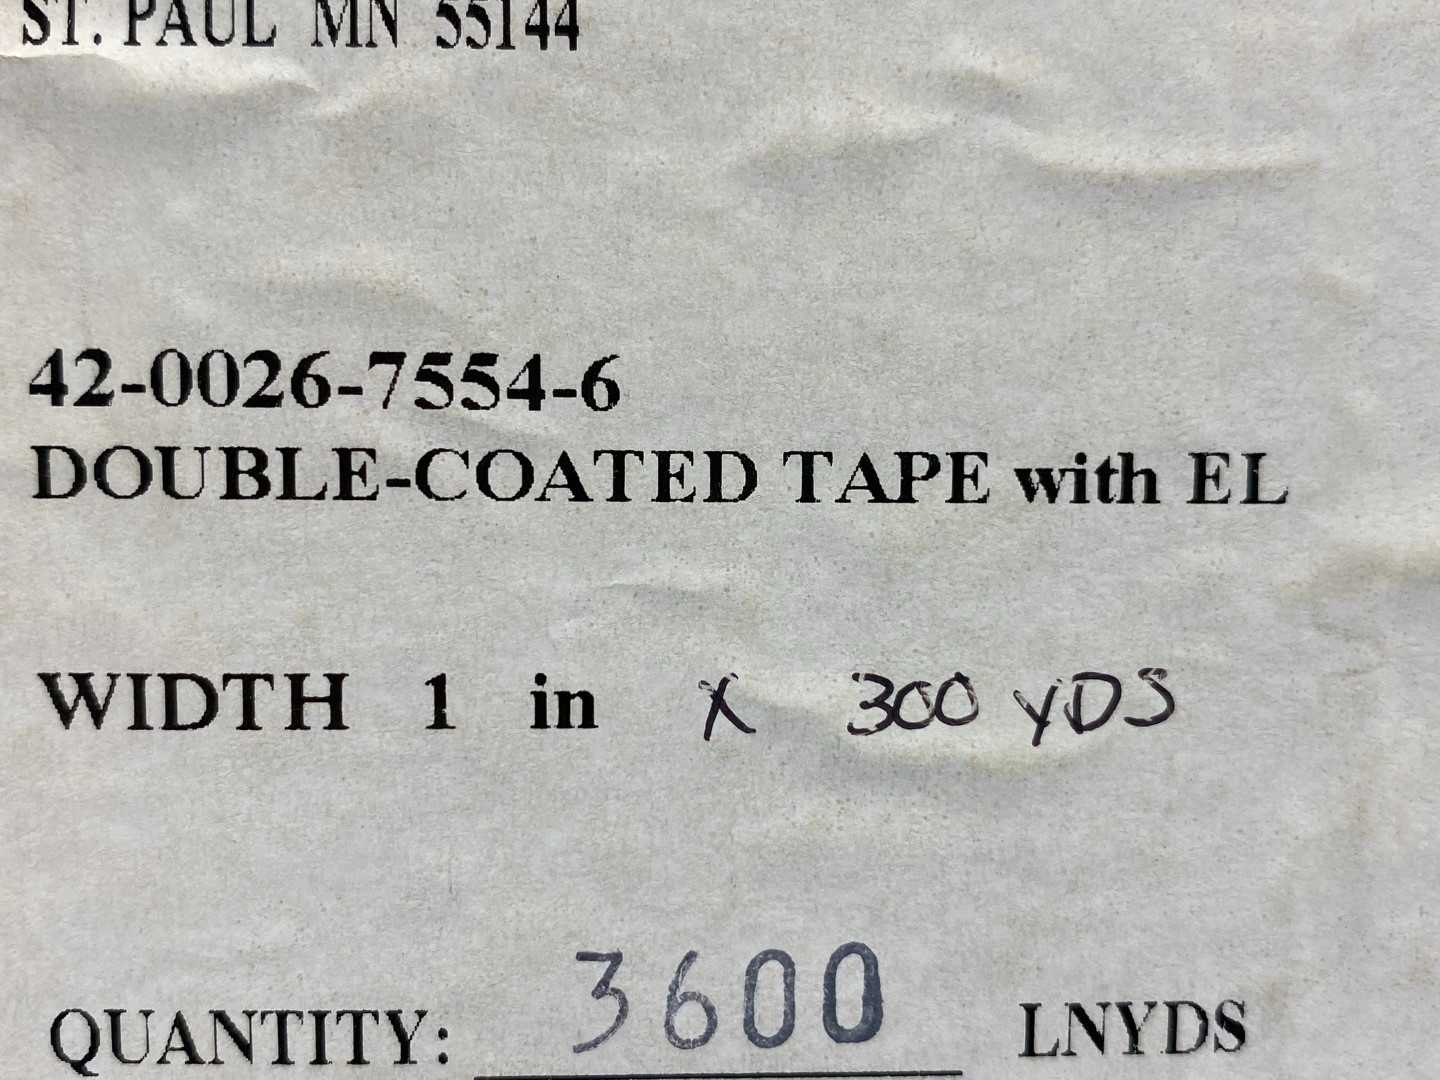 ST. PAUL MN 55144
42-0026-7554-6
DOUBLE-COATED TAPE with EL
WIDTH 1 in X 300 YDS
QUANTITY: 3600 LNYDS